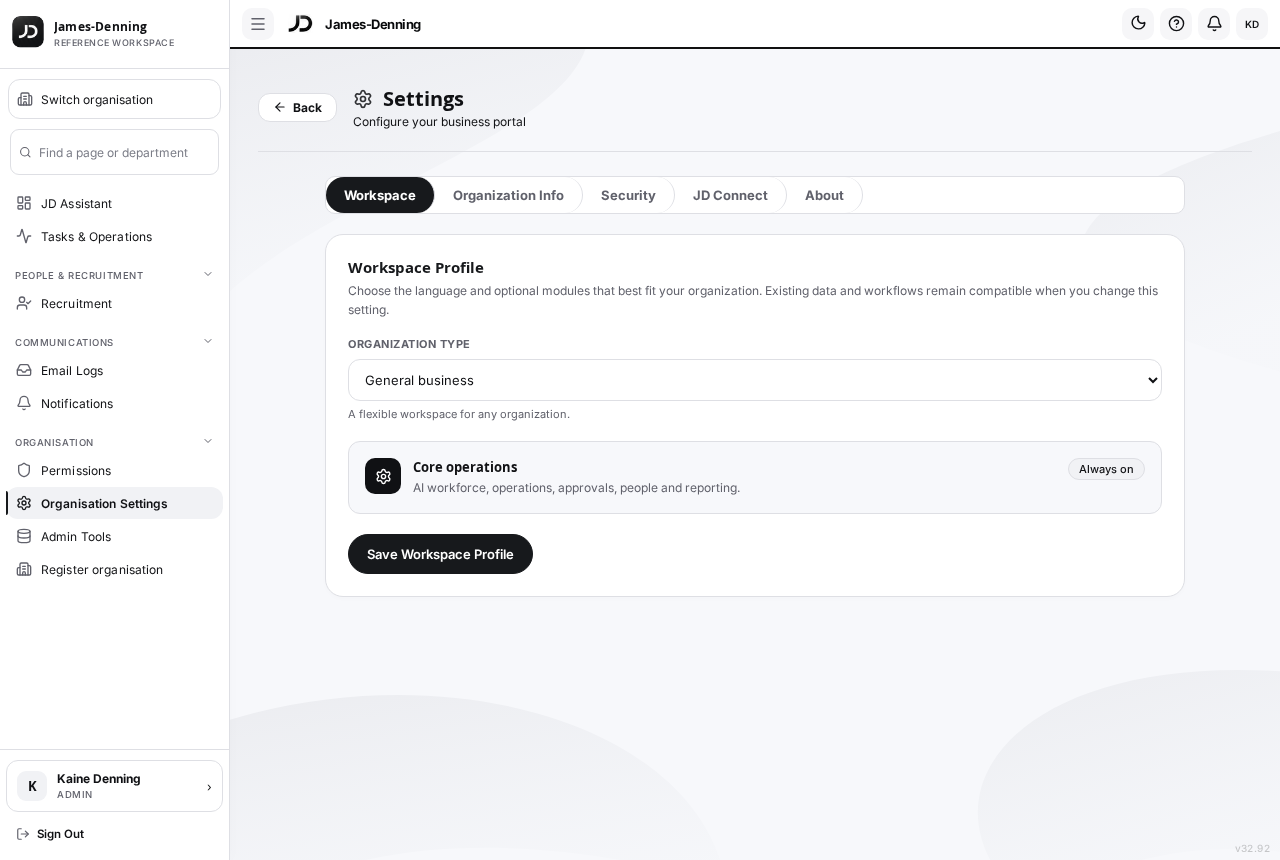 JD
James-Denning
REFERENCE WORKSPACE
Switch organisation
Find a page or department
JD Assistant
Tasks & Operations
PEOPLE & RECRUITMENT
Recruitment
COMMUNICATIONS
Email Logs
Notifications
ORGANISATION
Permissions
Organisation Settings
Admin Tools
Register organisation
K
Kaine Denning
ADMIN
Sign Out
JD
James-Denning
KD
Back
Settings
Configure your business portal
Workspace
Organization Info
Security
JD Connect
About
Workspace Profile
Choose the language and optional modules that best fit your organization. Existing data and workflows remain compatible when you change this
setting.
ORGANIZATION TYPE
General business
A flexible workspace for any organization.
Core operations
Always on
AI workforce, operations, approvals, people and reporting.
Save Workspace Profile
v32.92